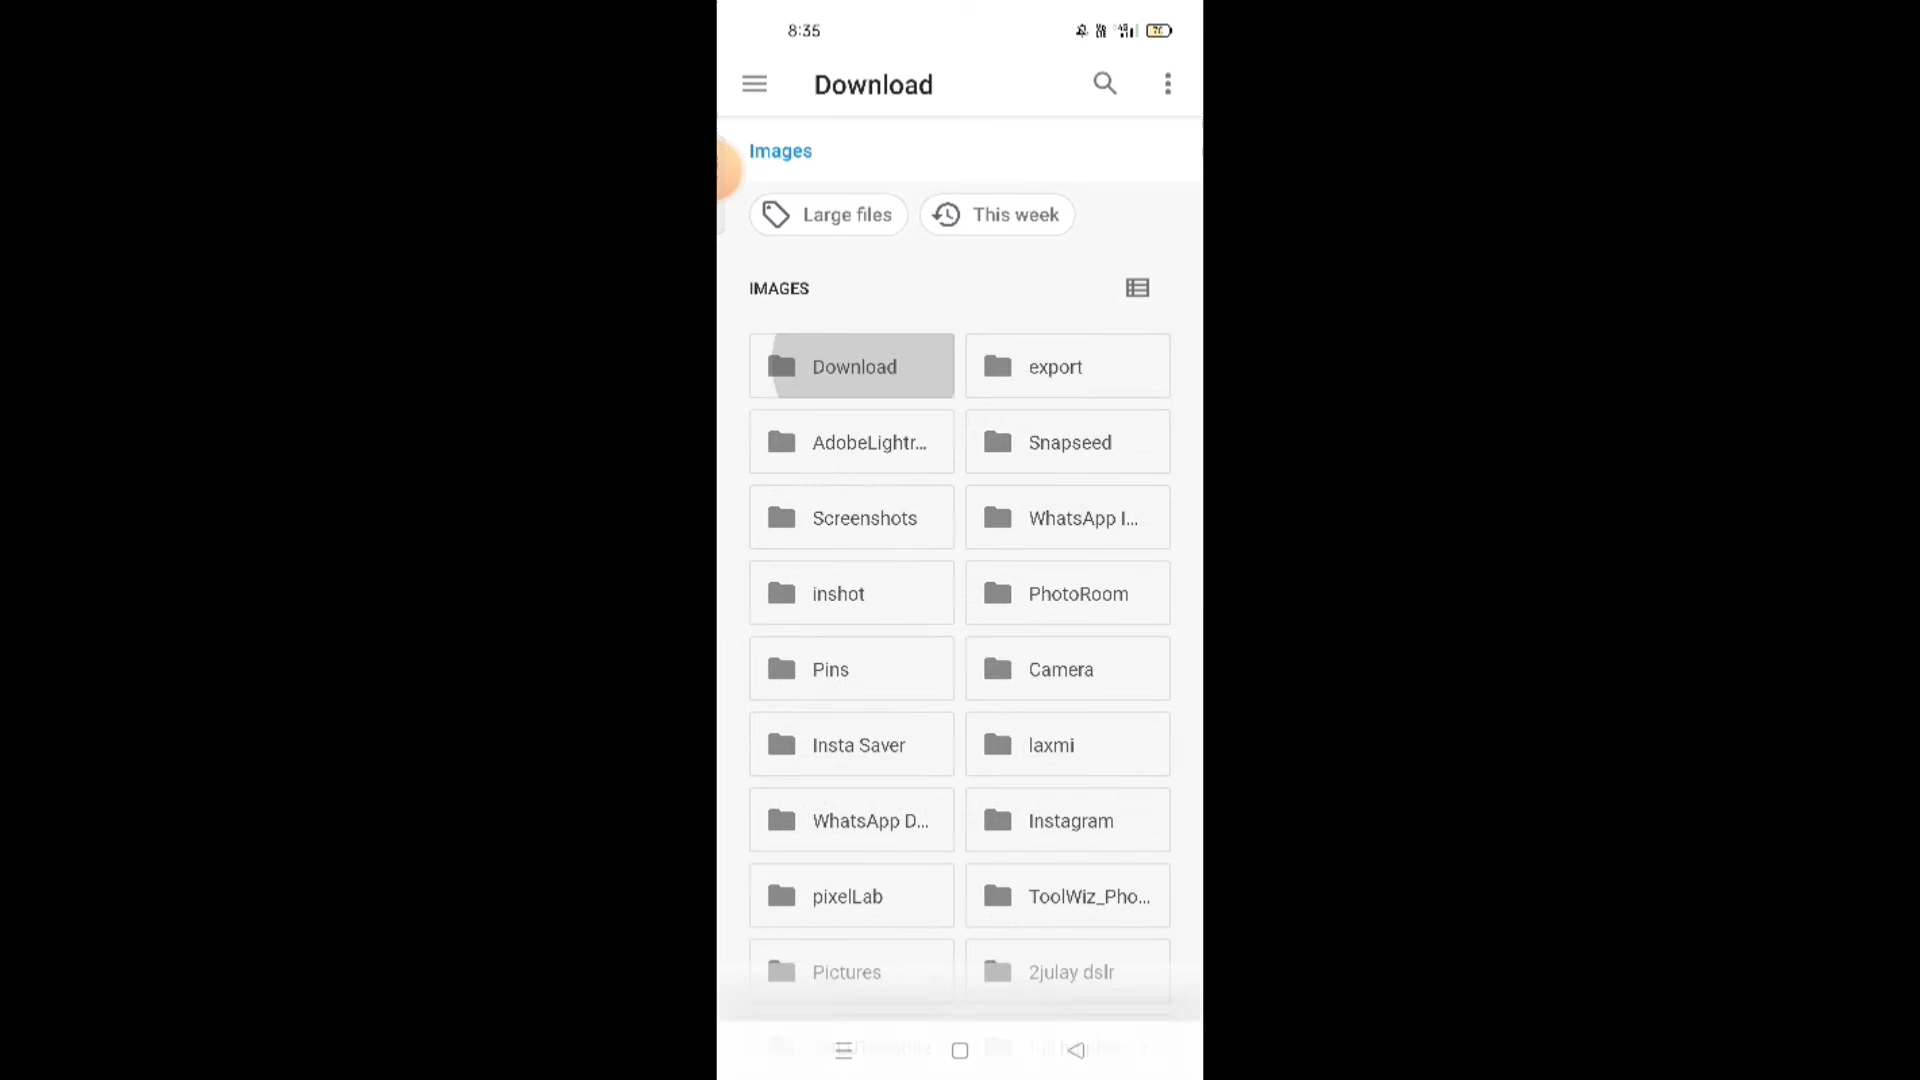 8:35
76
Download
Images
Large files
This week
IMAGES
Download
export
AdobeLightr...
Snapseed
Screenshots
WhatsApp I...
inshot
PhotoRoom
Pins
Camera
Insta Saver
laxmi
WhatsApp D...
Instagram
pixelLab
ToolWiz_Pho...
Pictures
2julay dslr